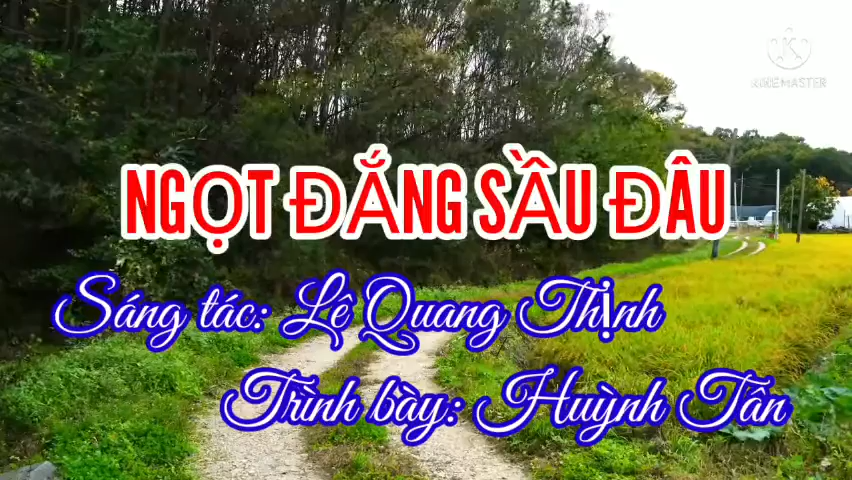 KINEMASTER
NGỌT ĐẮNG SẦU ĐÂU
Sáng tác: Lê Quang Thịnh
Trình bày: Huỳnh Tân